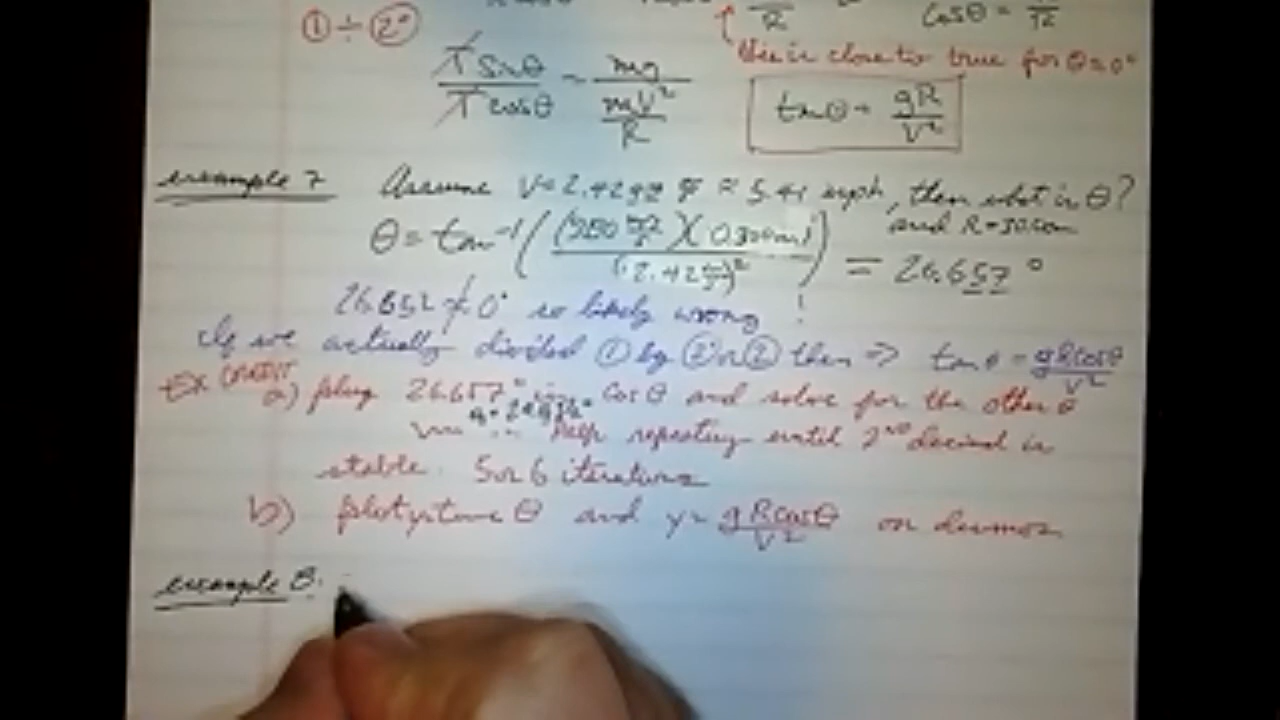 ① ÷ ②'
R
cosθ =
this is close to true for θ≈0°
T sinθ / T cosθ = mg / (mV² / R)
tanθ = gR / V²
example 7 Assume V = 2.42 ≈ 5.41 mph, then what is θ?
and R = 30.0cm
θ = tan⁻¹ ( (9.80 m/s²)(0.300m) / (2.42 m/s)² ) = 26.657°
26.652 ≠ 0° so likely wrong !
If we actually divided ① by ② then ⇒ tanθ = gRcosθ / V²
Ex CREDIT a) plug 26.657° in cosθ and solve for the other θ
keep repeating until 2ND decimal is
stable. 5 or 6 iterations
b) plot y = tanθ and y = gRcosθ / V² on desmos
example 8.